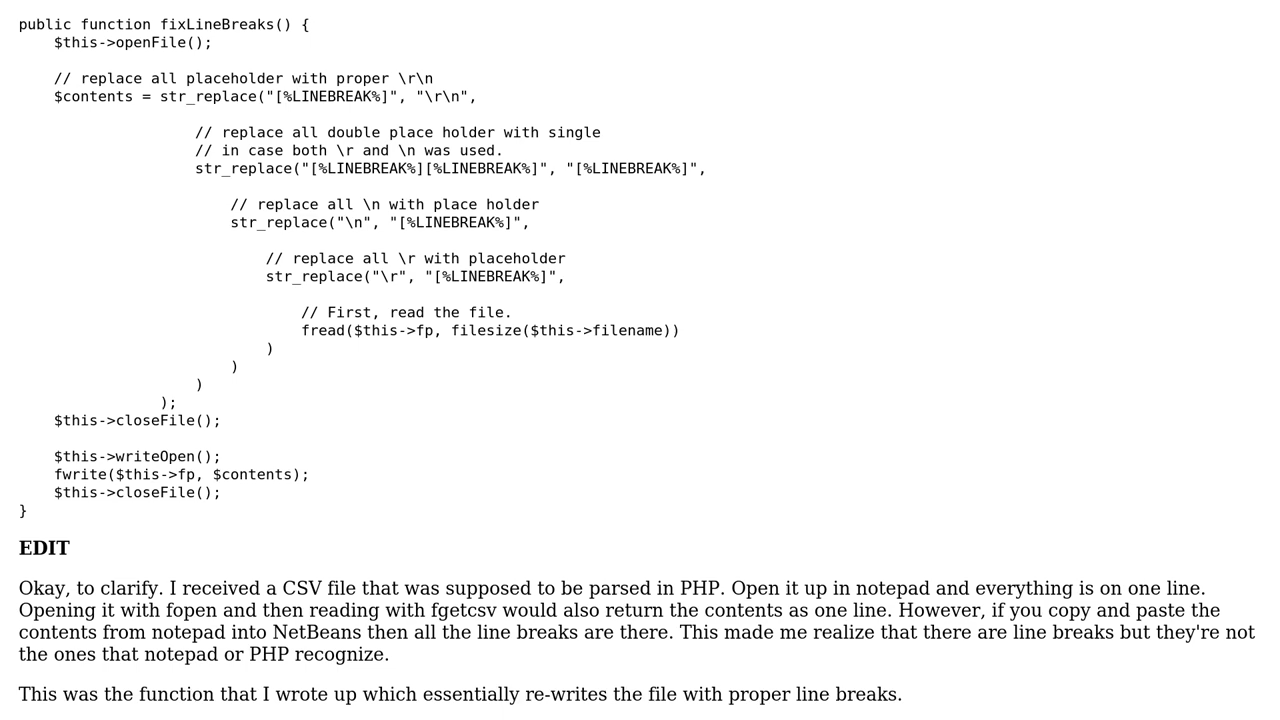 public function fixLineBreaks() {
    $this->openFile();

    // replace all placeholder with proper \r\n
    $contents = str_replace("[%LINEBREAK%]", "\r\n",

                    // replace all double place holder with single
                    // in case both \r and \n was used.
                    str_replace("[%LINEBREAK%][%LINEBREAK%]", "[%LINEBREAK%]",

                        // replace all \n with place holder
                        str_replace("\n", "[%LINEBREAK%]",

                            // replace all \r with placeholder
                            str_replace("\r", "[%LINEBREAK%]",

                                // First, read the file.
                                fread($this->fp, filesize($this->filename))
                            )
                        )
                    )
                );
    $this->closeFile();

    $this->writeOpen();
    fwrite($this->fp, $contents);
    $this->closeFile();
}
EDIT
Okay, to clarify. I received a CSV file that was supposed to be parsed in PHP. Open it up in notepad and everything is on one line.
Opening it with fopen and then reading with fgetcsv would also return the contents as one line. However, if you copy and paste the
contents from notepad into NetBeans then all the line breaks are there. This made me realize that there are line breaks but they're not
the ones that notepad or PHP recognize.
This was the function that I wrote up which essentially re-writes the file with proper line breaks.